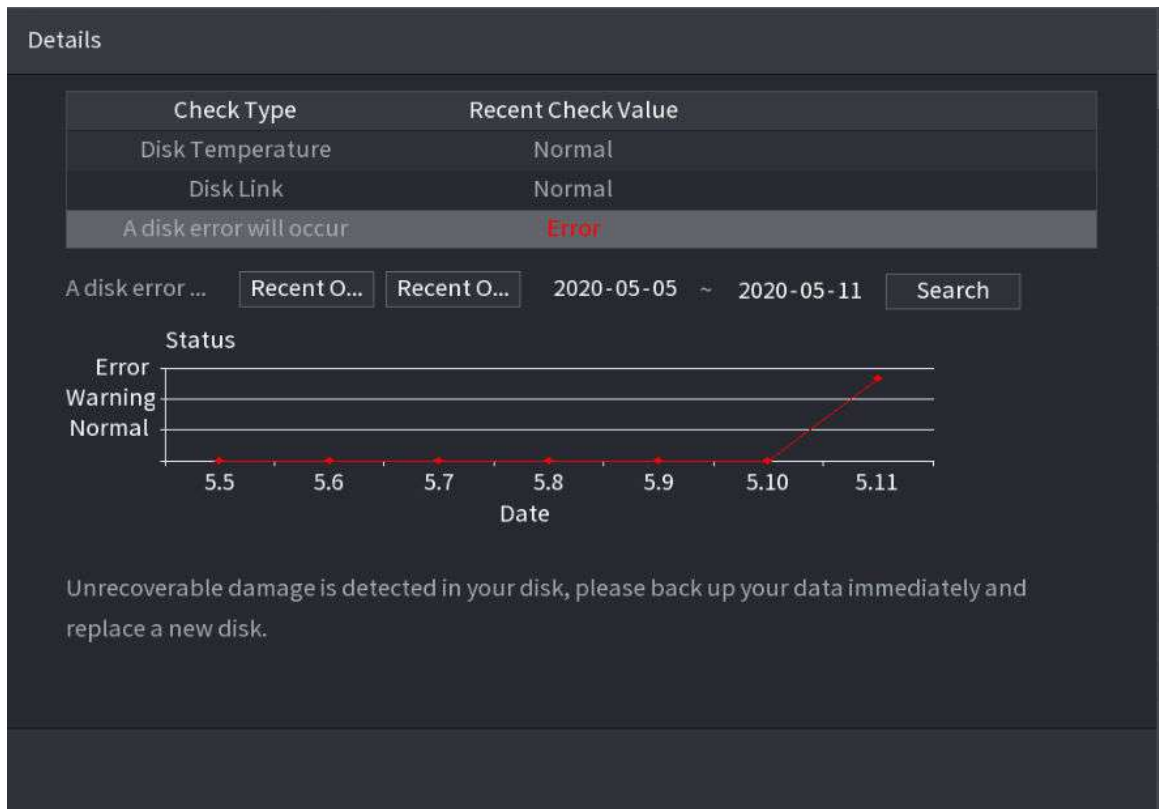 Details
Check Type Recent Check Value
Disk Temperature Normal
Disk Link Normal
A disk error will occur Error
A disk error ... Recent O... Recent O... 2020-05-05 ~ 2020-05-11 Search
Status
Error
Warning
Normal
5.5 5.6 5.7 5.8 5.9 5.10 5.11
Date
Unrecoverable damage is detected in your disk, please back up your data immediately and
replace a new disk.